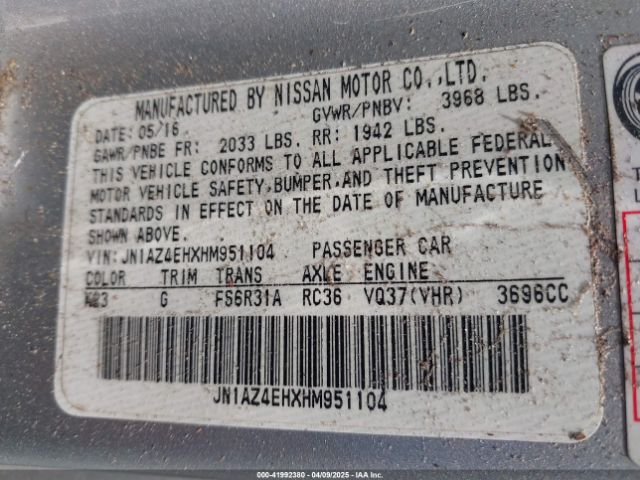 MANUFACTURED BY NISSAN MOTOR CO.,LTD.
DATE: 05/16 GVWR/PNBV: 3968 LBS.
GAWR/PNBE FR: 2033 LBS. RR: 1942 LBS.
THIS VEHICLE CONFORMS TO ALL APPLICABLE FEDERAL
MOTOR VEHICLE SAFETY,BUMPER,AND THEFT PREVENTION
STANDARDS IN EFFECT ON THE DATE OF MANUFACTURE
SHOWN ABOVE.
VIN:JN1AZ4EHXHM951104 PASSENGER CAR
COLOR TRIM TRANS AXLE ENGINE
G FS6R31A RC36 VQ37(VHR) 3696CC
JN1AZ4EHXHM951104
T
L
000-41992380 04/09/2025 IAA Inc.